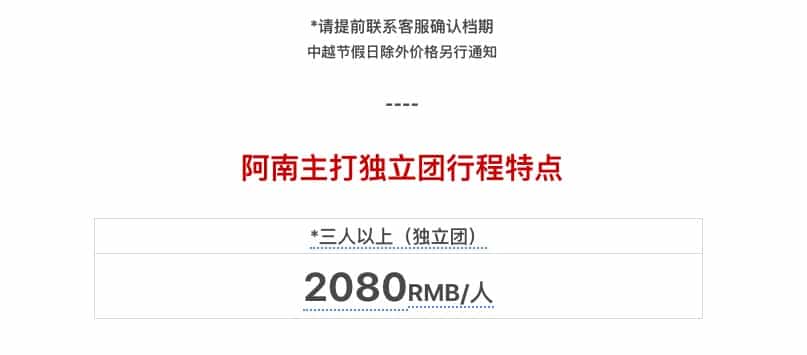 *请提前联系客服确认档期
中越节假日除外价格另行通知
----
阿南主打独立团行程特点
*三人以上（独立团）
2080RMB/人